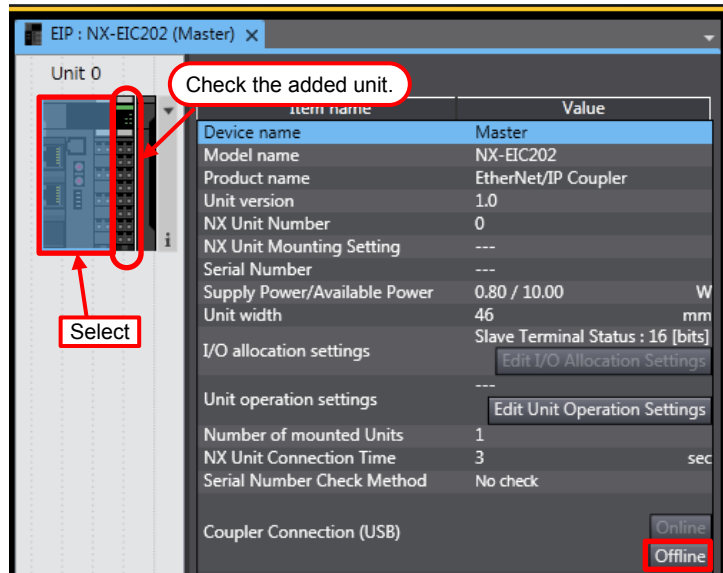 EIP : NX-EIC202 (Master)
Unit 0
Check the added unit.
Item name Value
Device name Master
Model name NX-EIC202
Product name EtherNet/IP Coupler
Unit version 1.0
NX Unit Number 0
NX Unit Mounting Setting ---
Serial Number ---
Supply Power/Available Power 0.80 / 10.00 W
Unit width 46 mm
I/O allocation settings Slave Terminal Status : 16 [bits]
Edit I/O Allocation Settings
Unit operation settings ---
Edit Unit Operation Settings
Number of mounted Units 1
NX Unit Connection Time 3 sec
Serial Number Check Method No check
Coupler Connection (USB) Online
Offline
Select